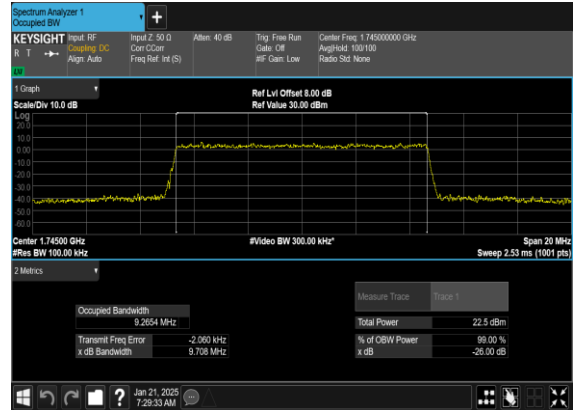 Spectrum Analyzer 1
Occupied BW
KEYSIGHT Input: RF Input Z: 50 Ω Atten: 40 dB Trig: Free Run Center Freq: 1.745000000 GHz
R T Coupling: DC Corr CCorr Gate: Off Avg|Hold: 100/100
Align: Auto Freq Ref: Int (S) #IF Gain: Low Radio Std: None
LM
1 Graph
Ref Lvl Offset 8.00 dB
Scale/Div 10.0 dB Ref Value 30.00 dBm
Log
20.0
10.0
0.00
-10.0
-20.0
-30.0
-40.0
-50.0
-60.0
Center 1.74500 GHz #Video BW 300.00 kHz* Span 20 MHz
#Res BW 100.00 kHz Sweep 2.53 ms (1001 pts)
2 Metrics
Measure Trace Trace 1
Occupied Bandwidth
9.2654 MHz Total Power 22.5 dBm
Transmit Freq Error -2.060 kHz % of OBW Power 99.00 %
x dB Bandwidth 9.708 MHz x dB -26.00 dB
? Jan 21, 2025
7:29:33 AM